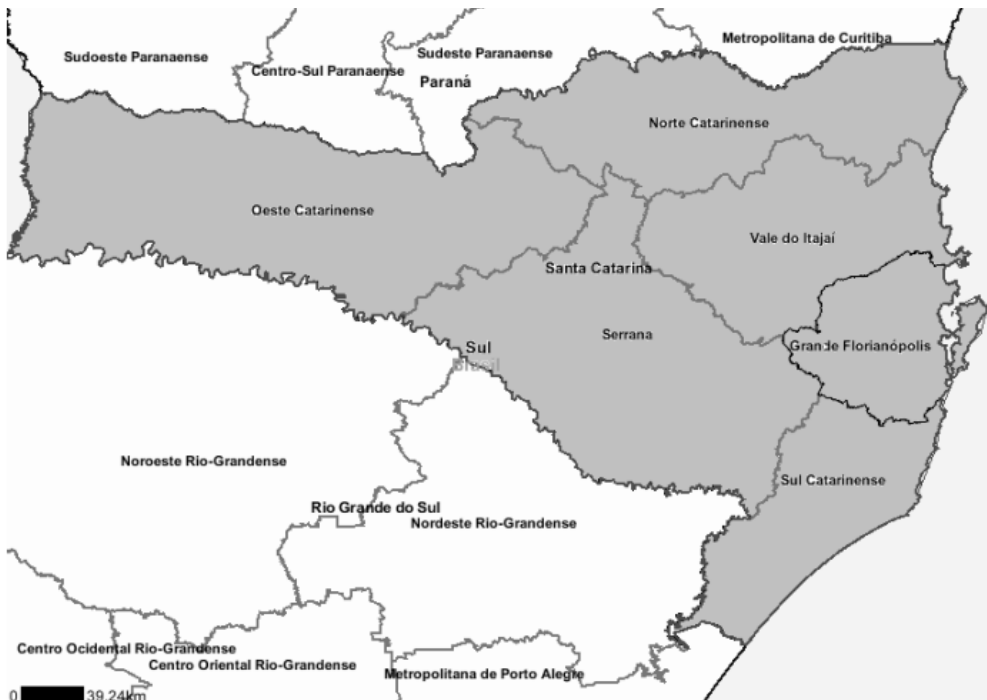 Metropolitana de Curitiba
Sudoeste Paranaense
Sudeste Paranaense
Centro-Sul Paranaense
Paraná
Norte Catarinense
Oeste Catarinense
Vale do Itajaí
Santa Catarina
Serrana
Sul
Grande Florianópolis
Brasil
Noroeste Rio-Grandense
Sul Catarinense
Rio Grande do Sul
Nordeste Rio-Grandense
Centro Ocidental Rio-Grandense
Centro Oriental Rio-Grandense
Metropolitana de Porto Alegre
0 39.24km